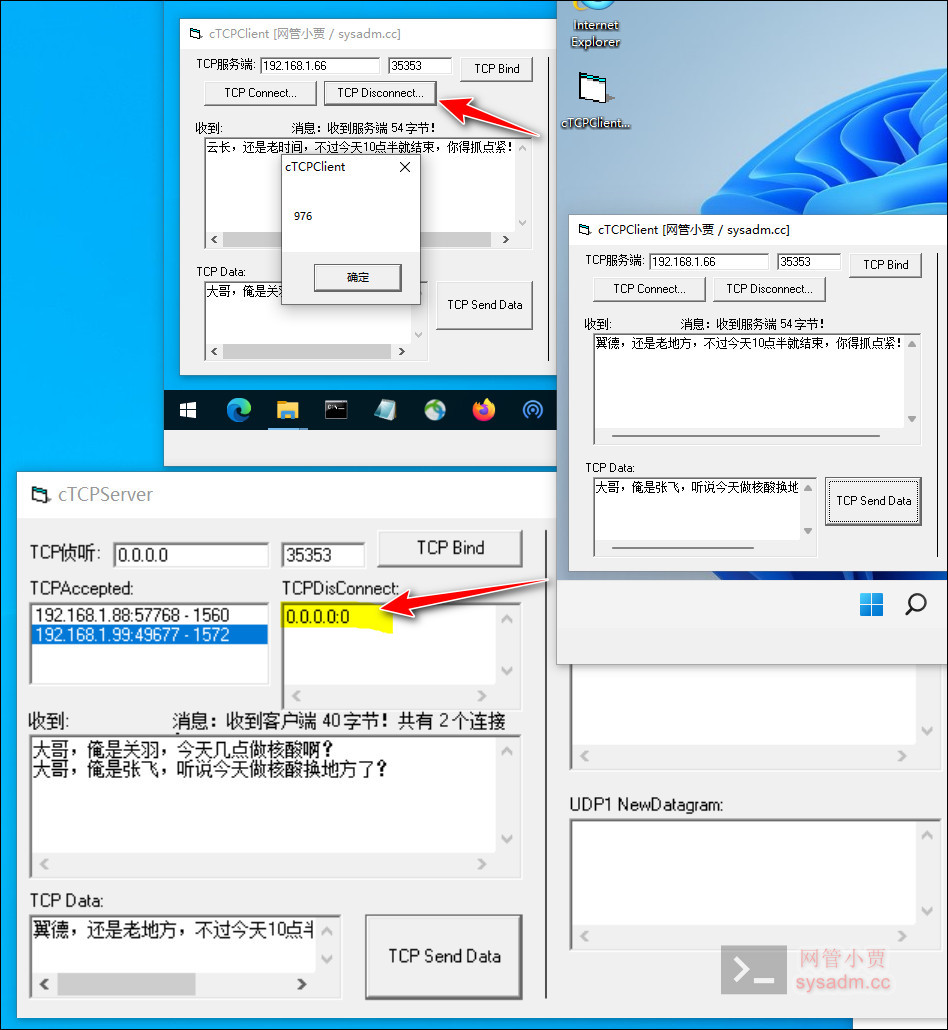 cTCPClient [网管小贾 / sysadm.cc]
TCP服务端:
192.168.1.66
35353
TCP Bind
TCP Connect...
TCP Disconnect...
收到:
消息：收到服务端 54 字节！
云长，还是老时间，不过今天10点半就结束，你得抓点紧！
cTCPClient
976
确定
TCP Data:
大哥，俺是关
TCP Send Data
Internet
Explorer
cTCPClient...
cTCPClient [网管小贾 / sysadm.cc]
TCP服务端:
192.168.1.66
35353
TCP Bind
TCP Connect...
TCP Disconnect...
收到:
消息：收到服务端 54 字节！
翼德，还是老地方，不过今天10点半就结束，你得抓点紧！
TCP Data:
大哥，俺是张飞，听说今天做核酸换地
TCP Send Data
cTCPServer
TCP侦听:
0.0.0.0
35353
TCP Bind
TCPAccepted:
TCPDisConnect:
192.168.1.88:57768 - 1560
192.168.1.99:49677 - 1572
0.0.0.0:0
收到:
消息：收到客户端 40 字节！共有 2 个连接
大哥，俺是关羽，今天几点做核酸啊？
大哥，俺是张飞，听说今天做核酸换地方了？
TCP Data:
翼德，还是老地方，不过今天10点半
TCP Send Data
UDP1 NewDatagram:
网管小贾
sysadm.cc